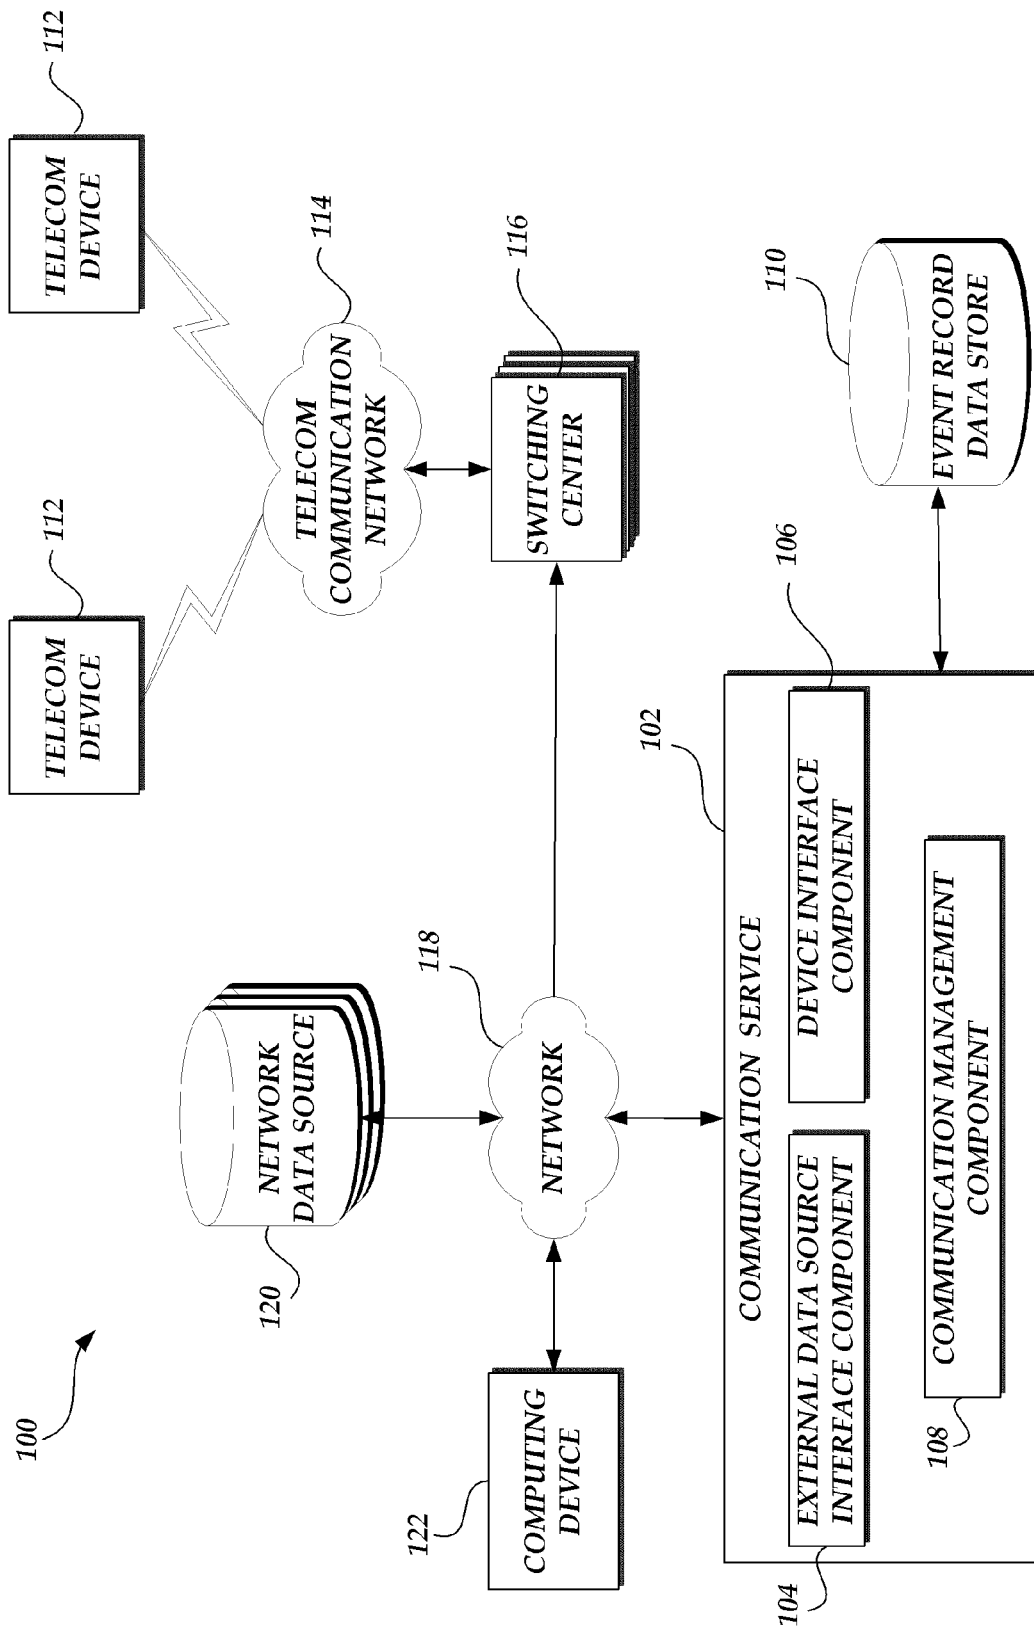 100
120
NETWORK
DATA SOURCE
112
TELECOM
DEVICE
112
TELECOM
DEVICE
114
TELECOM
COMMUNICATION
NETWORK
122
COMPUTING
DEVICE
118
NETWORK
116
SWITCHING
CENTER
102
COMMUNICATION SERVICE
104
EXTERNAL DATA SOURCE
INTERFACE COMPONENT
106
DEVICE INTERFACE
COMPONENT
108
COMMUNICATION MANAGEMENT
COMPONENT
110
EVENT RECORD
DATA STORE